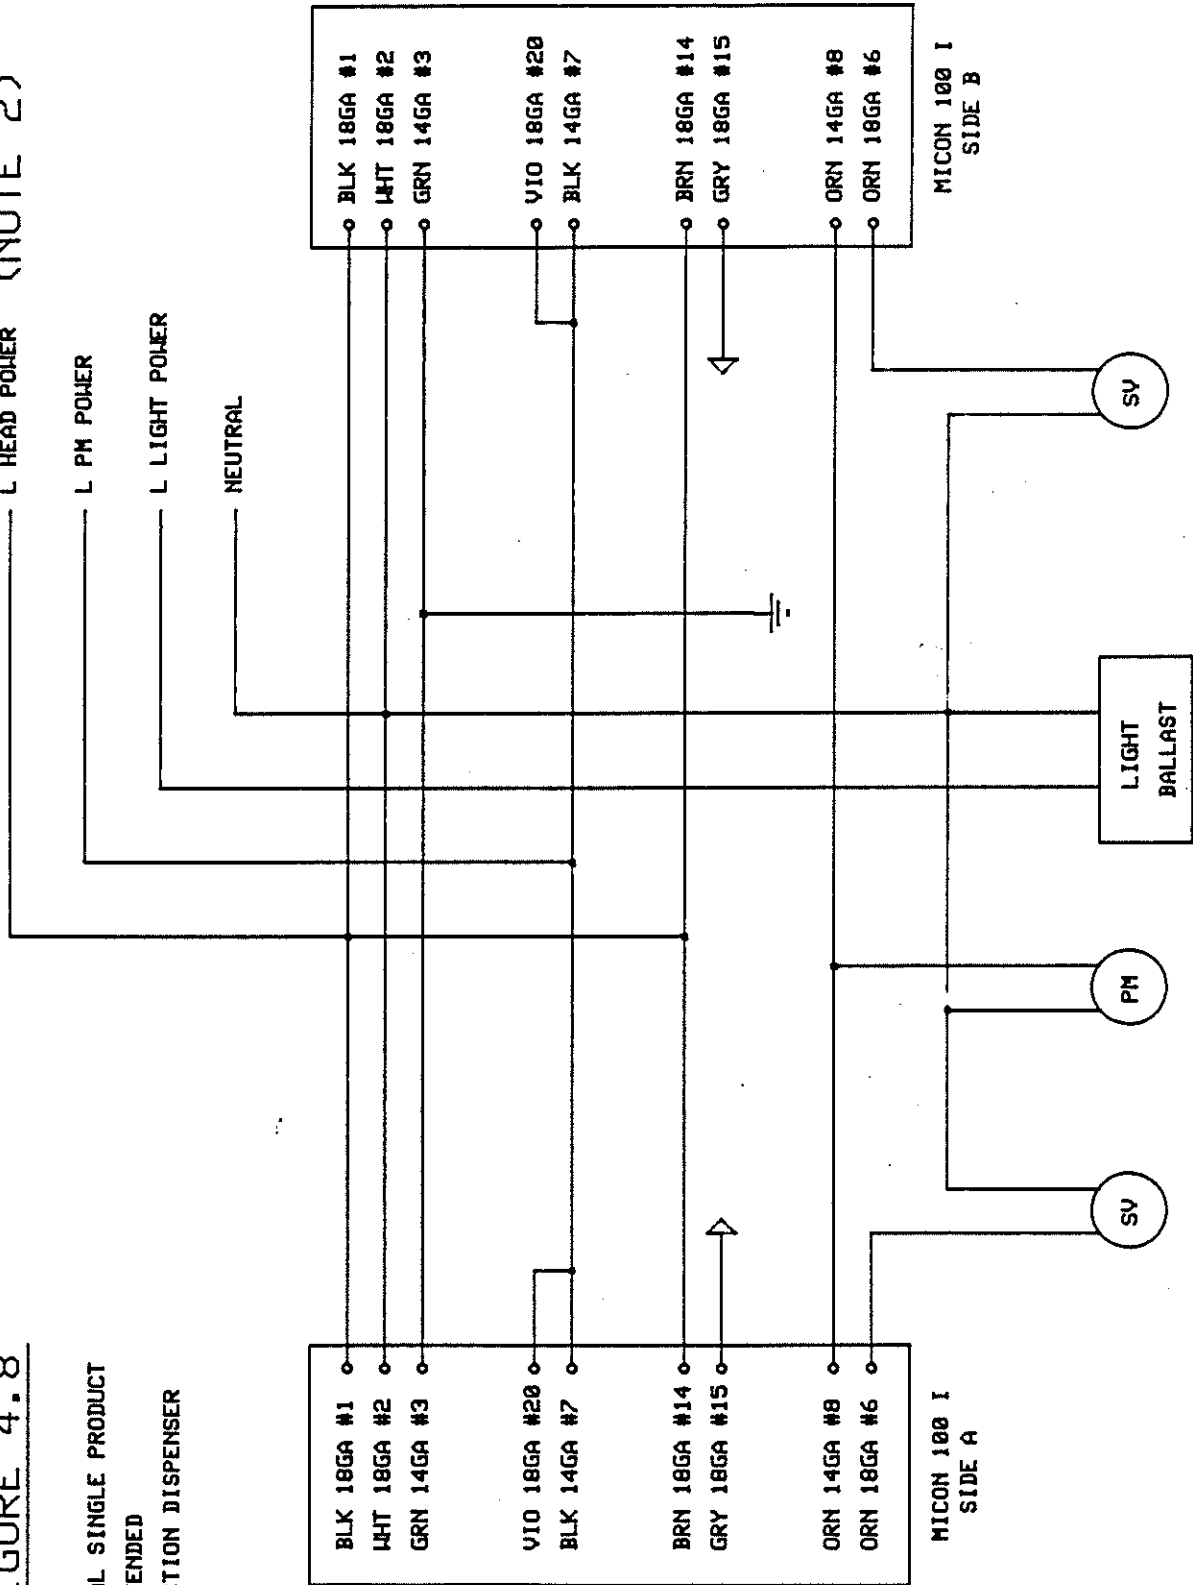 GURE 4.8
L SINGLE PRODUCT
TENDED
TION DISPENSER
L HEAD POWER (NOTE 2)
L PM POWER
L LIGHT POWER
NEUTRAL
BLK 18GA #1
WHT 18GA #2
GRN 14GA #3
VIO 18GA #20
BLK 14GA #7
BRN 18GA #14
GRY 18GA #15
ORN 14GA #8
ORN 18GA #6
MICON 100 I
SIDE A
BLK 18GA #1
WHT 18GA #2
GRN 14GA #3
VIO 18GA #20
BLK 14GA #7
BRN 18GA #14
GRY 18GA #15
ORN 14GA #8
ORN 18GA #6
MICON 100 I
SIDE B
SV
PM
LIGHT
BALLAST
SV